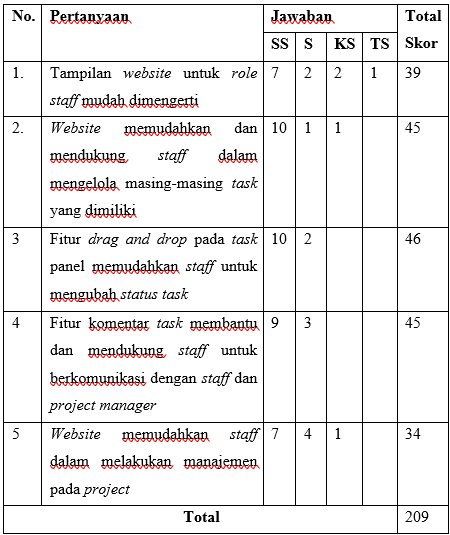 No. Pertanyaan Jawaban Total Skor
SS S KS TS
1. Tampilan website untuk role 7 2 2 1 39
staff mudah dimengerti
2. Website memudahkan dan 10 1 1 45
mendukung staff dalam
mengelola masing-masing task
yang dimiliki
3 Fitur drag and drop pada task 10 2 46
panel memudahkan staff untuk
mengubah status task
4 Fitur komentar task membantu 9 3 45
dan mendukung staff untuk
berkomunikasi dengan staff dan
project manager
5 Website memudahkan staff 7 4 1 34
dalam melakukan manajemen
pada project
Total 209